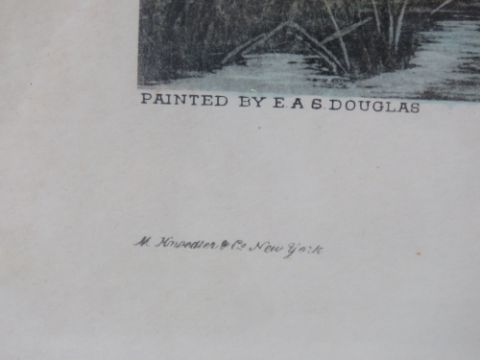 PAINTED BY E A S. DOUGLAS
M. Knoedler & Co New York